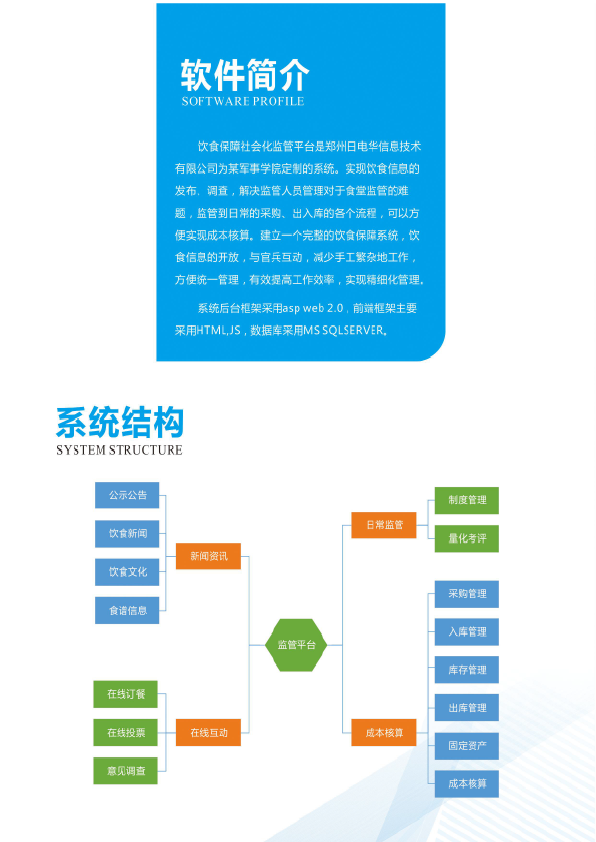 软件简介
SOFTWARE PROFILE
饮食保障社会化监管平台是郑州日电华信息技术
有限公司为某军事学院定制的系统。实现饮食信息的
发布、调查，解决监管人员管理对于食堂监管的难
题，监管到日常的采购、出入库的各个流程，可以方
便实现成本核算。建立一个完整的饮食保障系统，饮
食信息的开放，与官兵互动，减少手工繁杂地工作，
方便统一管理，有效提高工作效率，实现精细化管理。
系统后台框架采用asp web 2.0，前端框架主要
采用HTML,JS，数据库采用MS SQLSERVER。
系统结构
SYSTEM STRUCTURE
公示公告
饮食新闻
饮食文化
食谱信息
新闻资讯
在线订餐
在线投票
意见调查
在线互动
监管平台
日常监管
制度管理
量化考评
成本核算
采购管理
入库管理
库存管理
出库管理
固定资产
成本核算